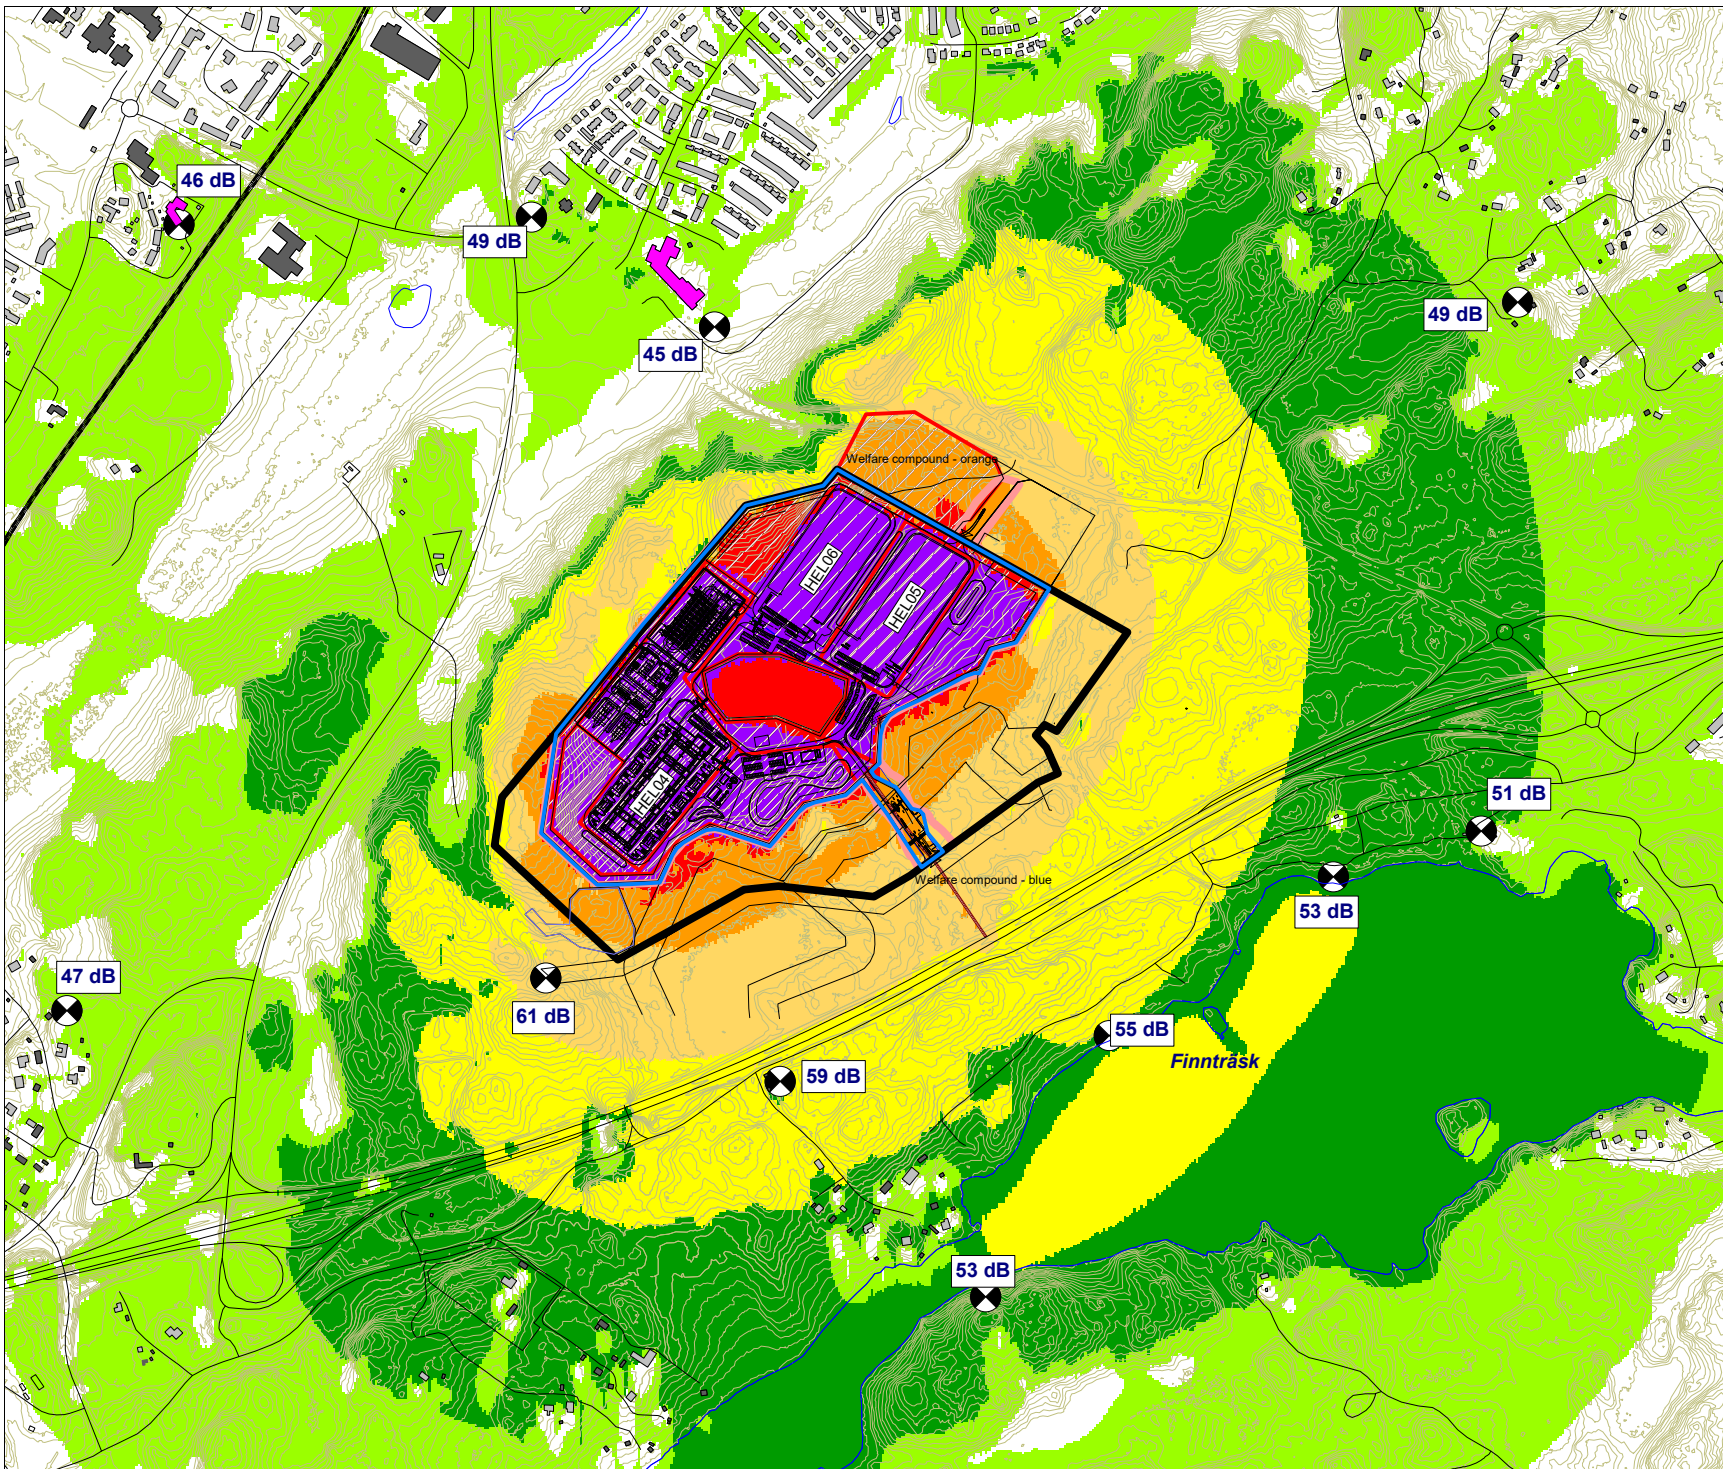 46 dB
49 dB
49 dB
45 dB
Welfare compound - orange
HEL06
HEL05
HEL04
51 dB
Welfare compound - blue
53 dB
47 dB
61 dB
55 dB
Finnträsk
59 dB
53 dB